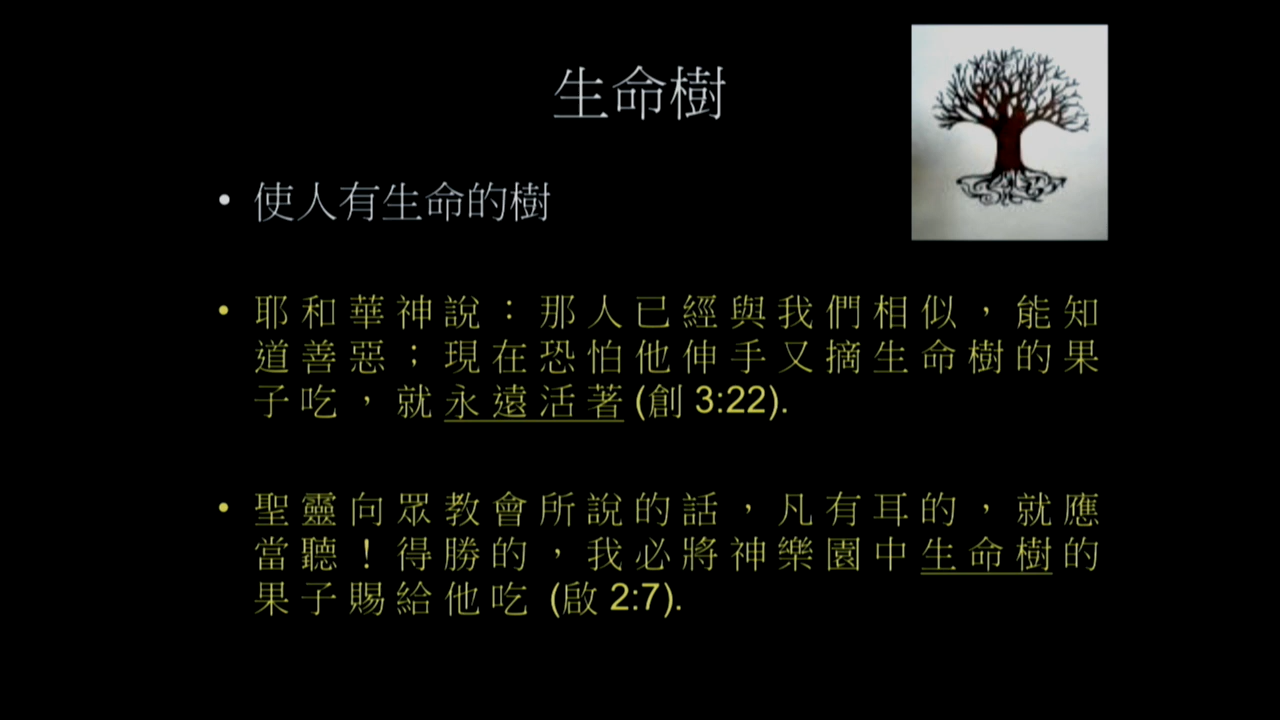 生命樹
• 使人有生命的樹
• 耶和華神說：那人已經與我們相似，能知
道善惡；現在恐怕他伸手又摘生命樹的果
子吃，就永遠活著 (創 3:22).
• 聖靈向眾教會所說的話，凡有耳的，就應
當聽！得勝的，我必將神樂園中生命樹的
果子賜給他吃 (啟 2:7).